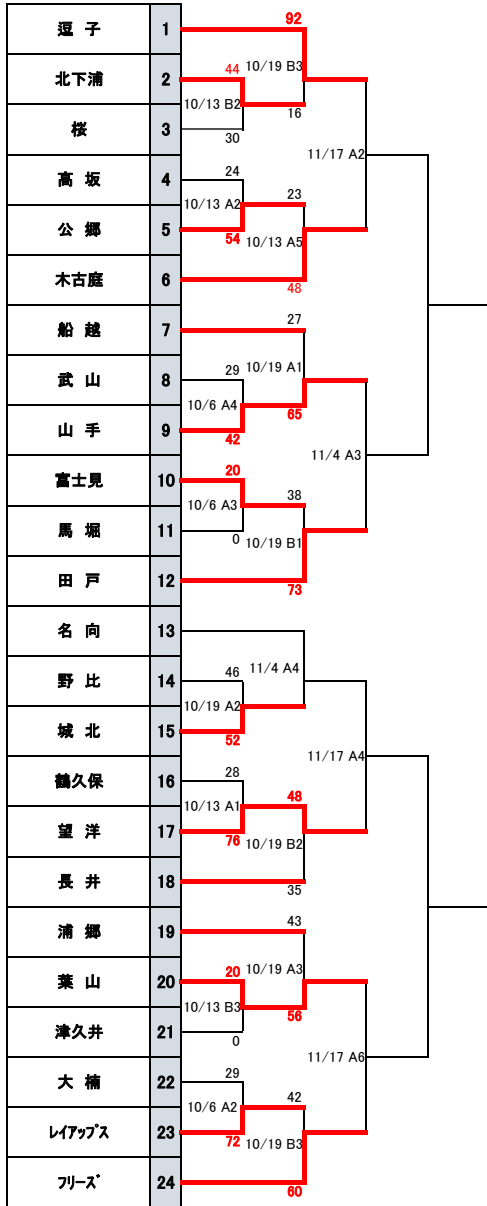 逗 子 1 92
10/19 B3
北下浦 2 44
10/13 B2
16
桜 3 30
11/17 A2
高 坂 4 24
10/13 A2 23
公 郷 5 54 10/13 A5
木古庭 6 48
船 越 7 27
10/19 A1
武 山 8 29
10/6 A4 65
山 手 9 42
11/4 A3
富士見 10 20
10/6 A3 38
馬 堀 11 0 10/19 B1
田 戸 12 73
名 向 13
11/4 A4
野 比 14 46
10/19 A2
城 北 15 52
11/17 A4
鶴久保 16 28
10/13 A1 48
望 洋 17 76 10/19 B2
長 井 18 35
浦 郷 19 43
10/19 A3
葉 山 20 20
10/13 B3 56
津久井 21 0
11/17 A6
大 楠 22 29
10/6 A2 42
レイアップス 23 72 10/19 B3
フリーズ 24 60